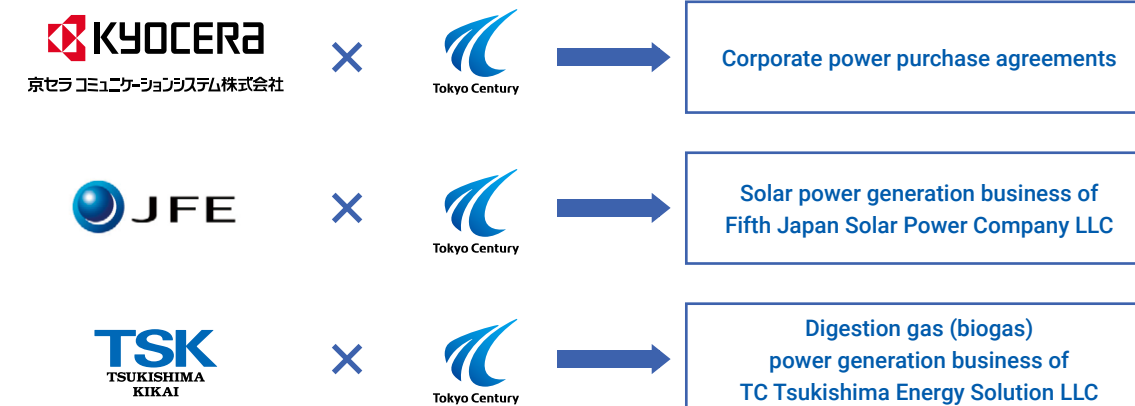 KYOCERA
京セラ コミュニケーションシステム株式会社
×
Tokyo Century
Corporate power purchase agreements
JFE
×
Tokyo Century
Solar power generation business of
Fifth Japan Solar Power Company LLC
TSK
TSUKISHIMA
KIKAI
×
Tokyo Century
Digestion gas (biogas)
power generation business of
TC Tsukishima Energy Solution LLC